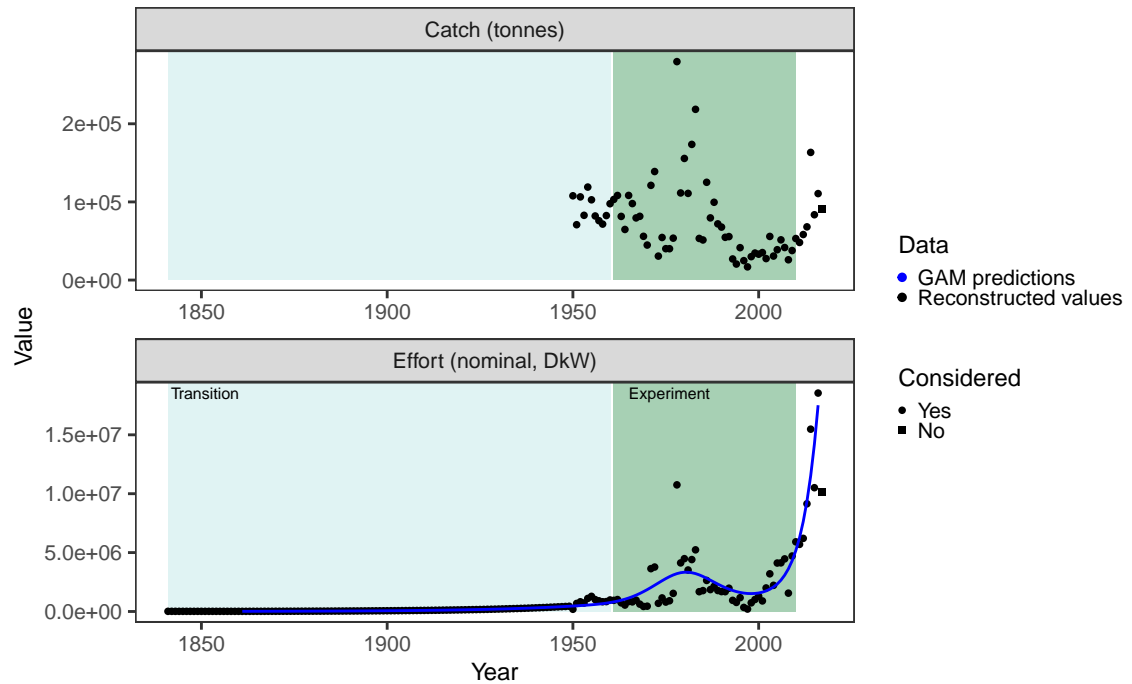 Catch (tonnes)
2e+05
1e+05
0e+00
1850 1900 1950 2000
Value
Effort (nominal, DkW)
Transition Experiment
1.5e+07
1.0e+07
5.0e+06
0.0e+00
1850 1900 1950 2000
Year
Data
GAM predictions
Reconstructed values
Considered
Yes
No